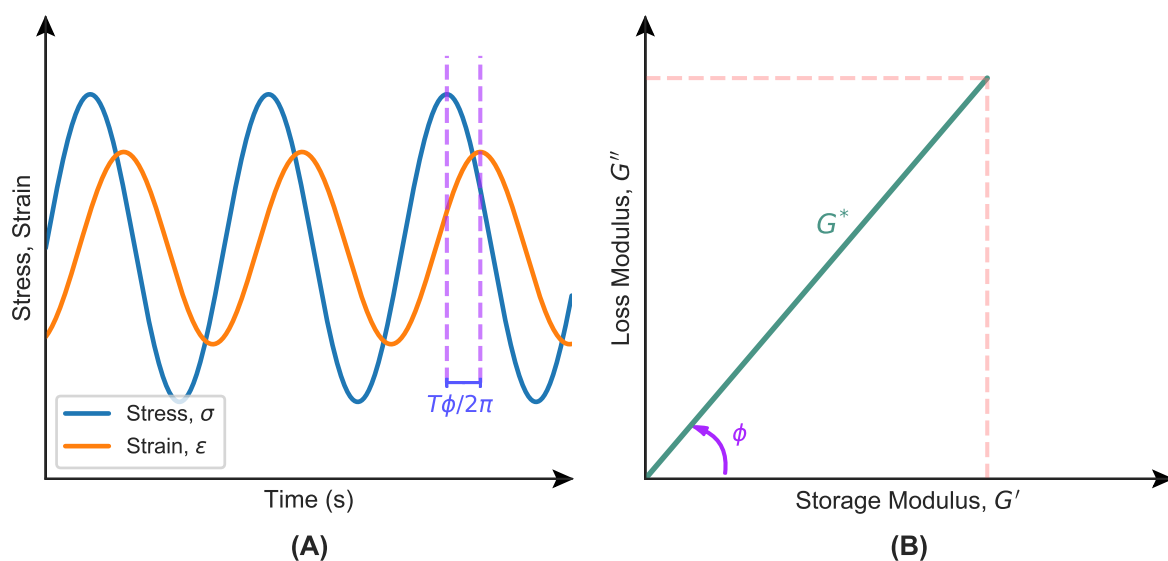 Stress, Strain
Stress, σ
Strain, ε
Tϕ/2π
Time (s)
(A)
Loss Modulus, G″
G*
ϕ
Storage Modulus, G′
(B)